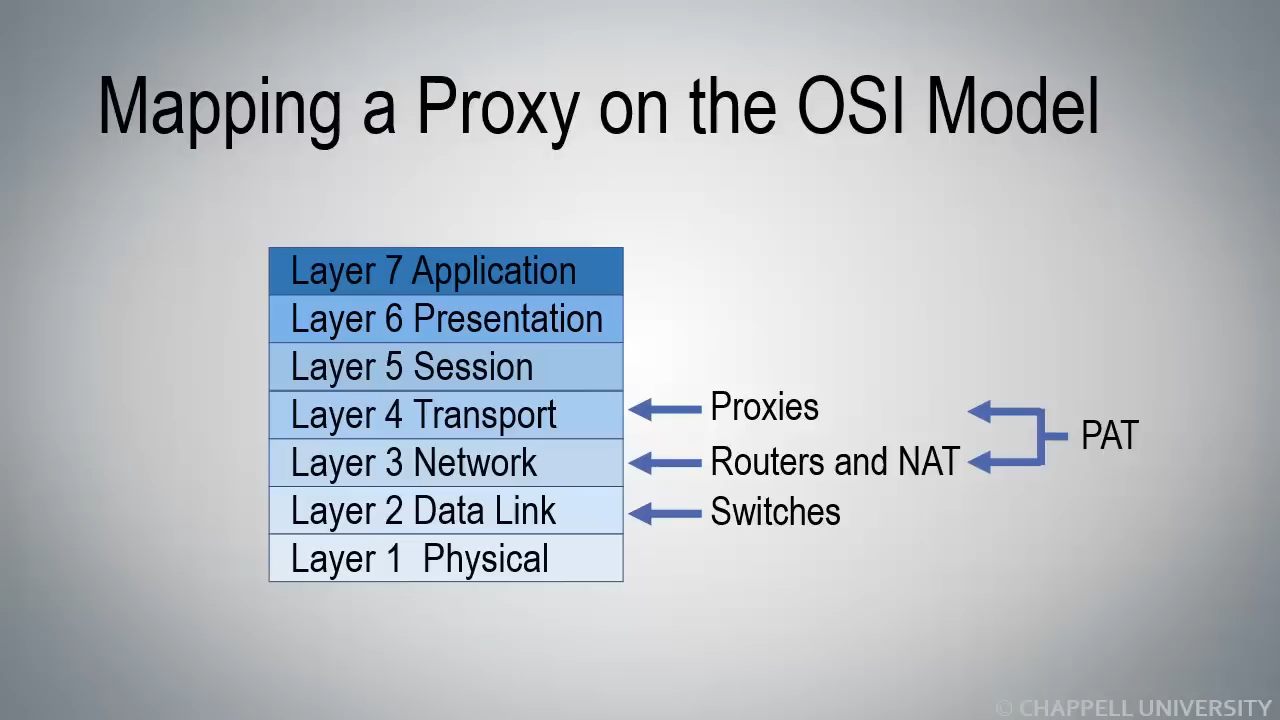 Mapping a Proxy on the OSI Model
Layer 7 Application
Layer 6 Presentation
Layer 5 Session
Layer 4 Transport
Layer 3 Network
Layer 2 Data Link
Layer 1 Physical
Proxies
Routers and NAT
Switches
PAT
© CHAPPELL UNIVERSITY